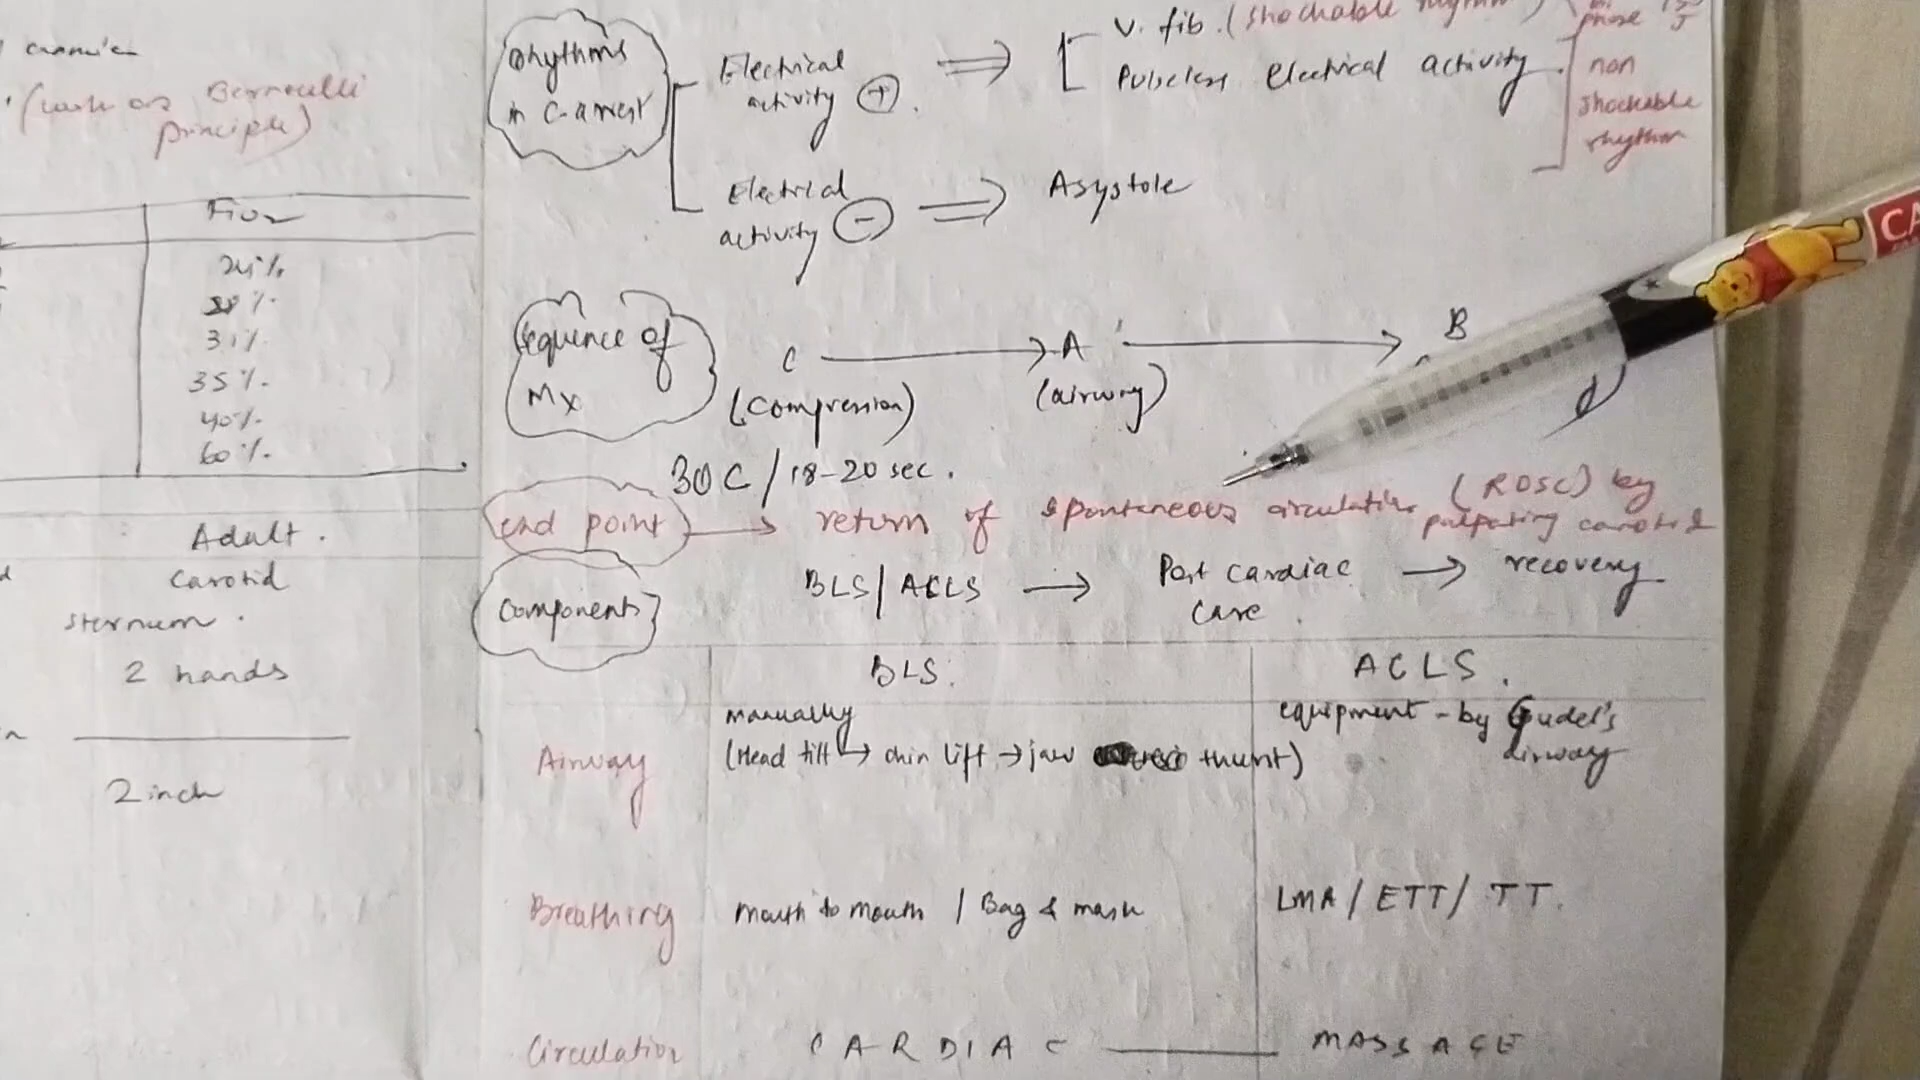 (      Bernoulli
principle)
Fio2
24%
31%
35%
40%
60%
Adult.
Carotid
sternum.
2 hands
2 inch
Rhythms
in C-arrest
Electrical
activity +
V. fib. (shockable
Pulseless electrical activity
phase
non
shockable
rhythm
Electrical
activity −
Asystole
Sequence of
Mx
C → A → B
(compression) (airway)
30 C / 18-20 sec.
end point → return of spontaneous circulation (ROSC) by
palpating carotid
Components
BLS/ACLS → Post cardiac → recovery
care
BLS. ACLS.
Airway
manually
(Head tilt → chin lift → jaw thurst)
equipment - by Gudel's
airway
Breathing mouth to mouth / Bag & mask LMA / ETT / TT.
Circulation CARDIAC MASSAGE
CA